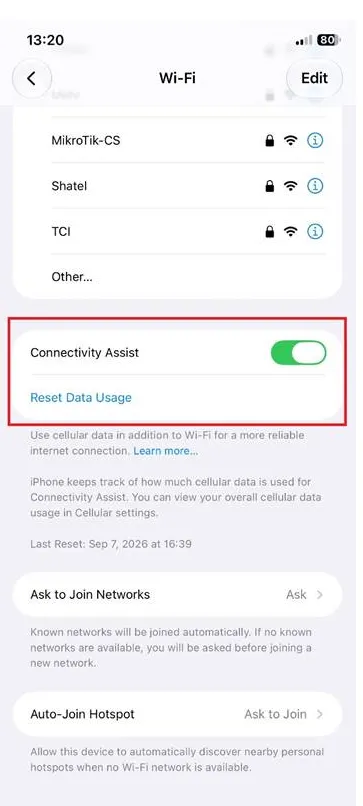 13:20
80
Wi-Fi
Edit
MikroTik-CS
Shatel
TCI
Other...
Connectivity Assist
Reset Data Usage
Use cellular data in addition to Wi-Fi for a more reliable
internet connection. Learn more...
iPhone keeps track of how much cellular data is used for
Connectivity Assist. You can view your overall cellular data
usage in Cellular settings.
Last Reset: Sep 7, 2026 at 16:39
Ask to Join Networks
Ask
Known networks will be joined automatically. If no known
networks are available, you will be asked before joining a
new network.
Auto-Join Hotspot
Ask to Join
Allow this device to automatically discover nearby personal
hotspots when no Wi-Fi network is available.